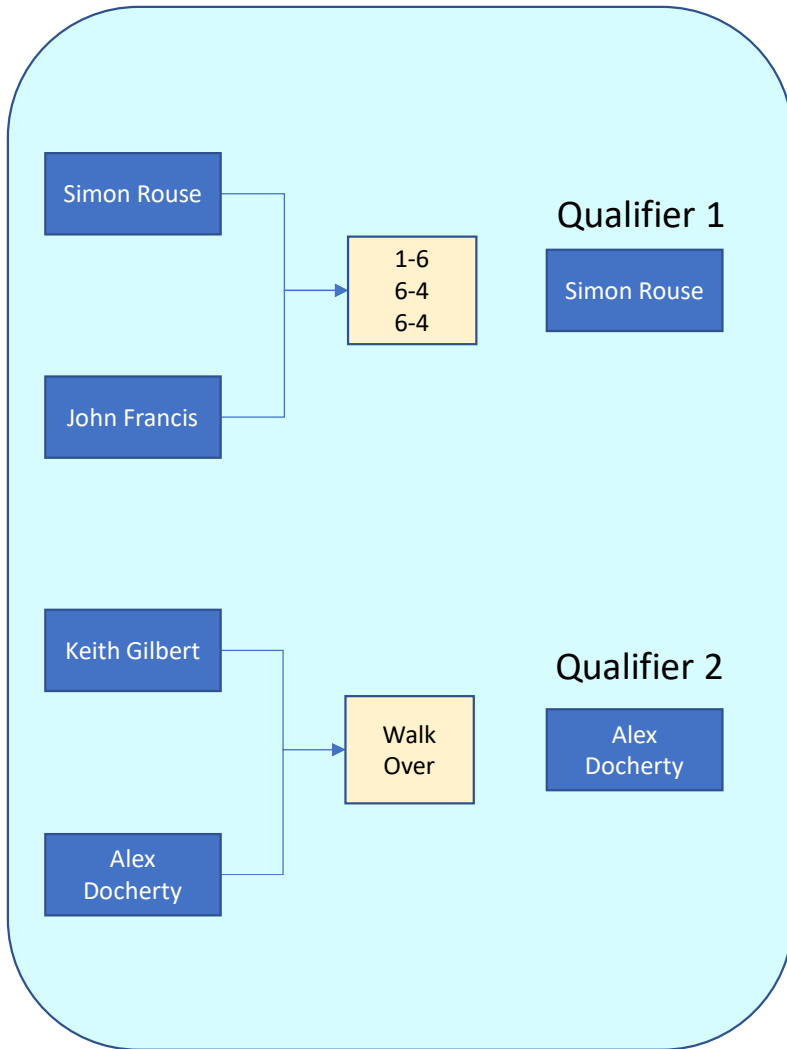 Simon Rouse
John Francis
1-6
6-4
6-4
Qualifier 1
Simon Rouse
Keith Gilbert
Alex
Docherty
Walk
Over
Qualifier 2
Alex
Docherty